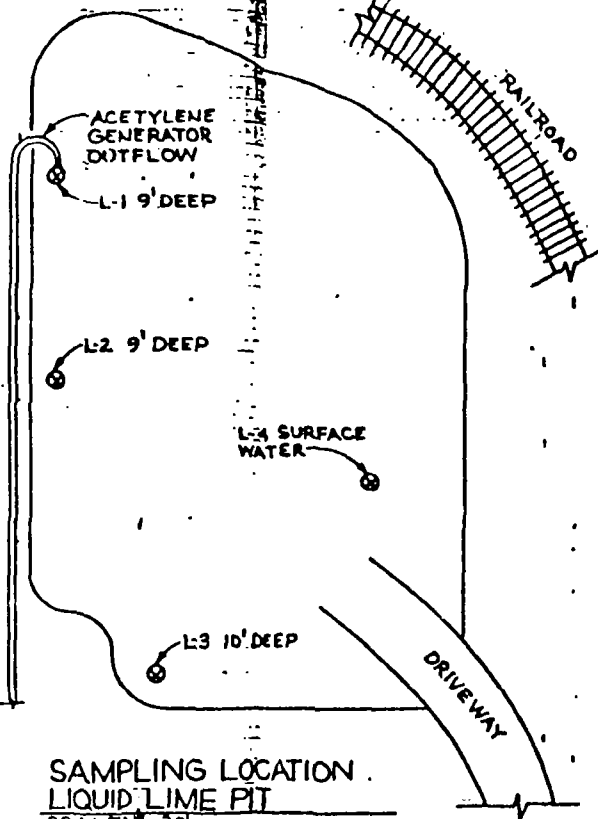 RAILROAD
ACETYLENE
GENERATOR
OUTFLOW
L-1 9' DEEP
L-2 9' DEEP
L-4 SURFACE
WATER
L-3 10' DEEP
DRIVEWAY
SAMPLING LOCATION
LIQUID LIME PIT